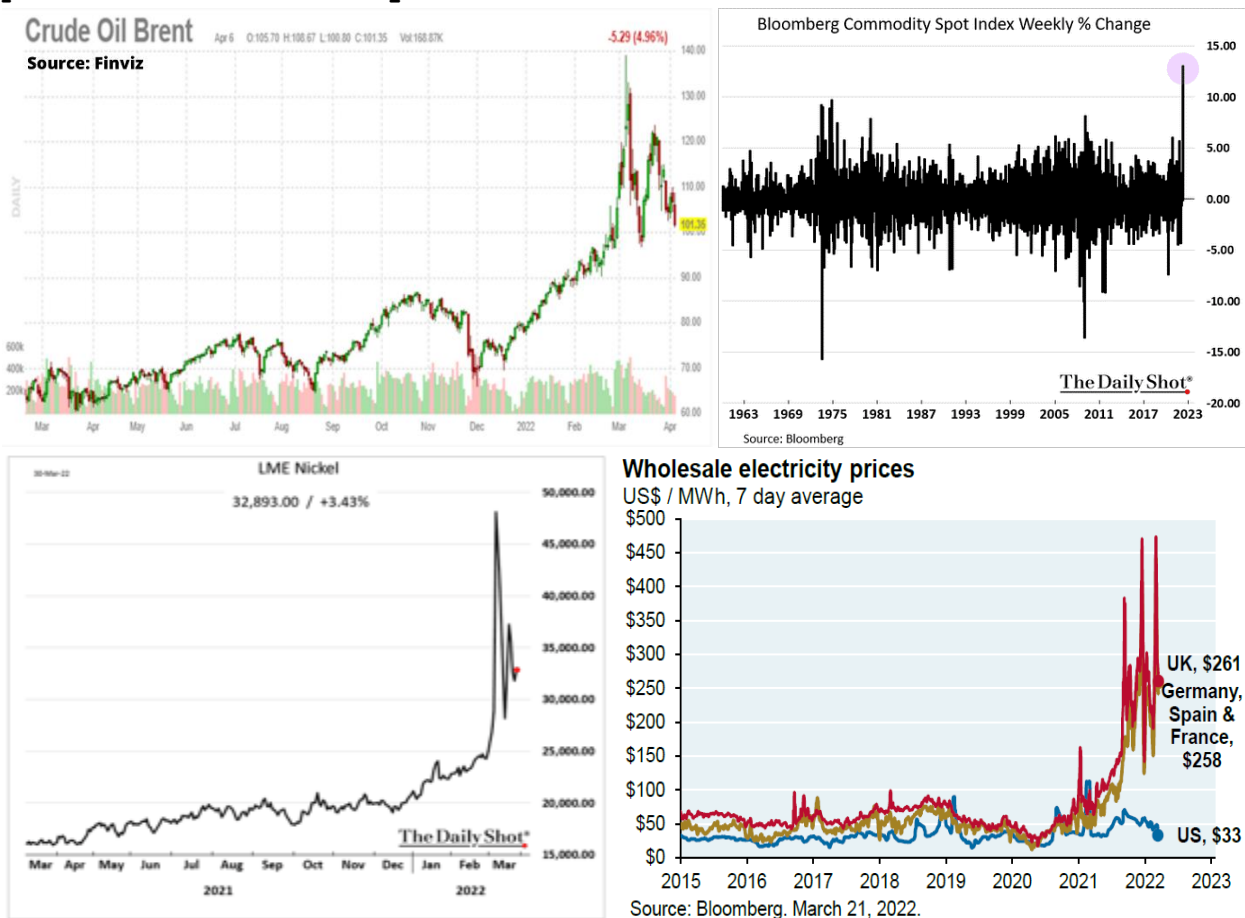 Crude Oil Brent
Apr 6 O:105.70 H:108.67 L:100.80 C:101.35 Vol:168.87K
-5.29 (4.96%)
Source: Finviz
DAILY
140.00
130.00
120.00
110.00
101.35
100.00
90.00
80.00
70.00
60.00
600k
400k
200k
Mar Apr May Jun Jul Aug Sep Oct Nov Dec 2022 Feb Mar Apr
Bloomberg Commodity Spot Index Weekly % Change
15.00
10.00
5.00
0.00
-5.00
-10.00
-15.00
-20.00
The Daily Shot®
1963 1969 1975 1981 1987 1993 1999 2005 2011 2017 2023
Source: Bloomberg
30-Mar-22
LME Nickel
32,893.00 / +3.43%
50,000.00
45,000.00
40,000.00
35,000.00
30,000.00
25,000.00
20,000.00
15,000.00
The Daily Shot®
Mar Apr May Jun Jul Aug Sep Oct Nov Dec Jan Feb Mar
2021 2022
Wholesale electricity prices
US$ / MWh, 7 day average
$500
$450
$400
$350
$300
$250
$200
$150
$100
$50
$0
UK, $261
Germany,
Spain &
France,
$258
US, $33
2015 2016 2017 2018 2019 2020 2021 2022 2023
Source: Bloomberg. March 21, 2022.